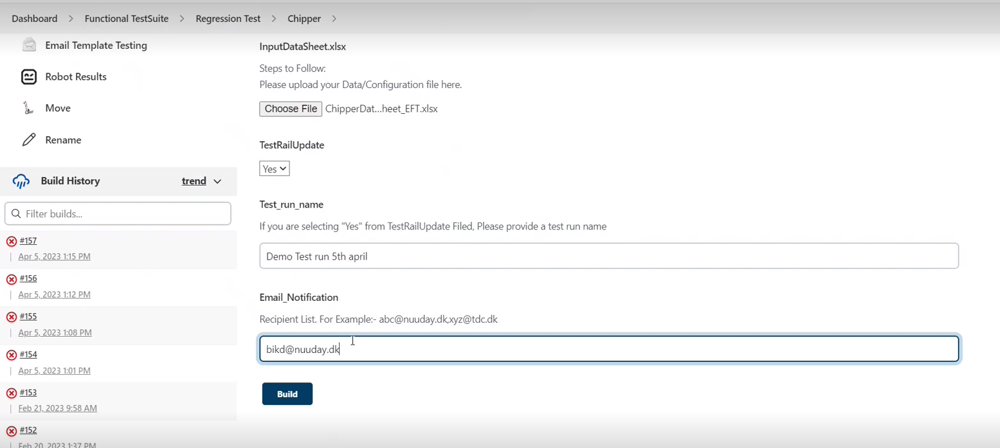 Dashboard > Functional TestSuite > Regression Test > Chipper >
Email Template Testing
Robot Results
Move
Rename
Build History trend
Filter builds...
#157
Apr 5, 2023 1:15 PM
#156
Apr 5, 2023 1:12 PM
#155
Apr 5, 2023 1:08 PM
#154
Apr 5, 2023 1:01 PM
#153
Feb 21, 2023 9:58 AM
#152
Feb 20, 2023 1:37 PM
InputDataSheet.xlsx
Steps to Follow:
Please upload your Data/Configuration file here.
Choose File ChipperDat...heet_EFT.xlsx
TestRailUpdate
Yes
Test_run_name
If you are selecting "Yes" from TestRailUpdate Filed, Please provide a test run name
Demo Test run 5th april
Email_Notification
Recipient List. For Example:- abc@nuuday.dk,xyz@tdc.dk
bikd@nuuday.dk
Build